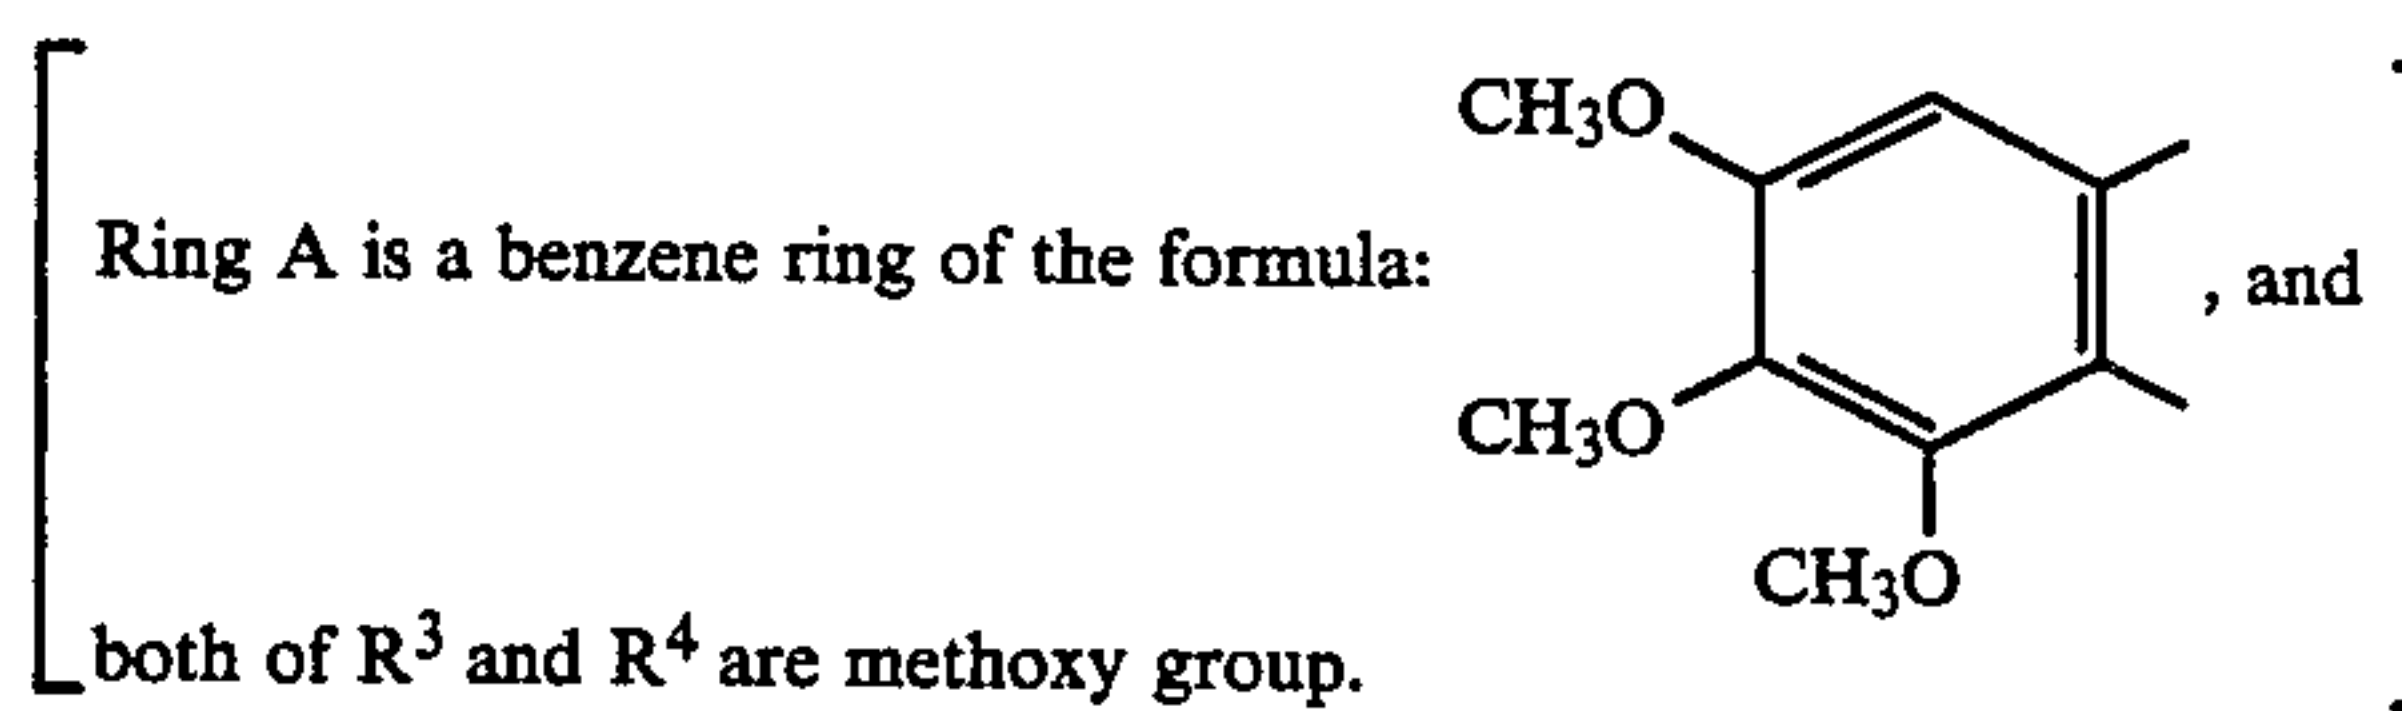 CH3O
Ring A is a benzene ring of the formula: , and
CH3O
CH3O
both of R³ and R⁴ are methoxy group.